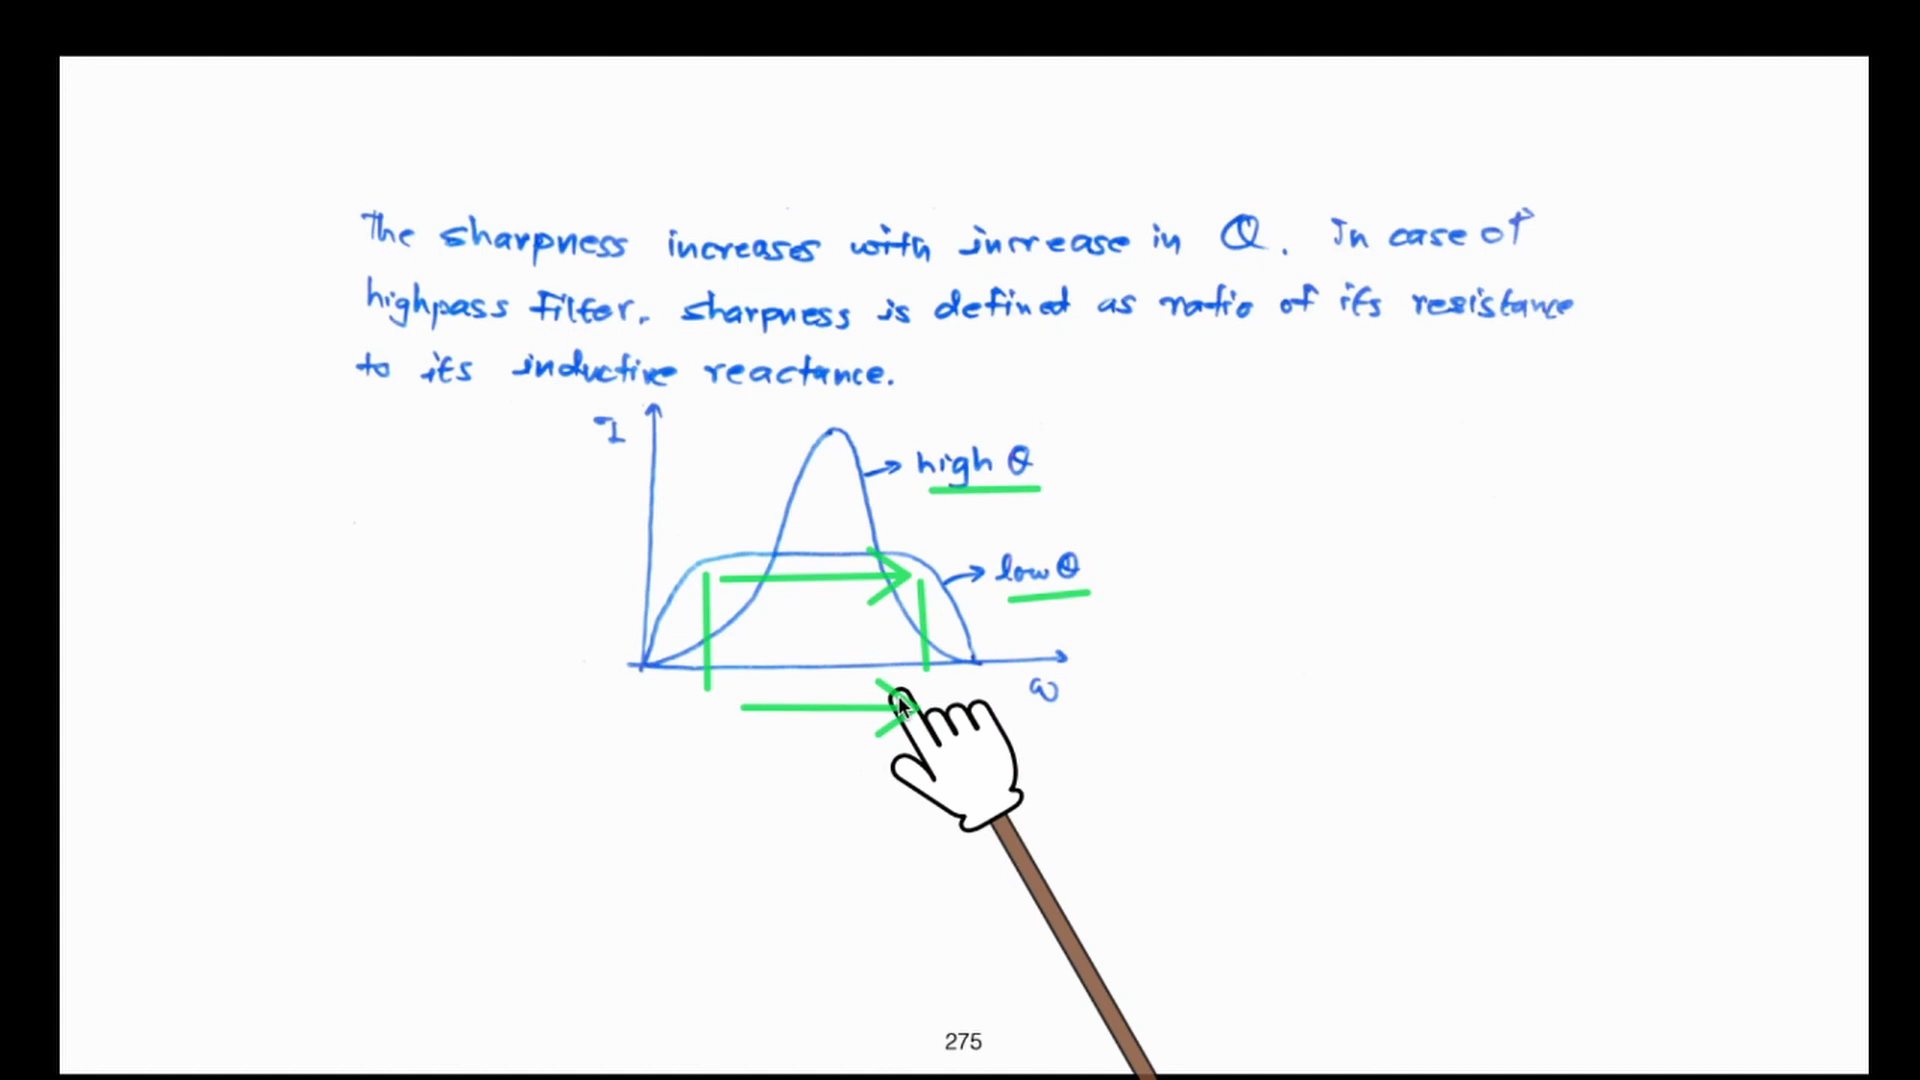 The sharpness increases with increase in Q. In case of
highpass filter. sharpness is defined as ratio of its resistance
to its inductive reactance.
I
high Q
low Q
ω
275